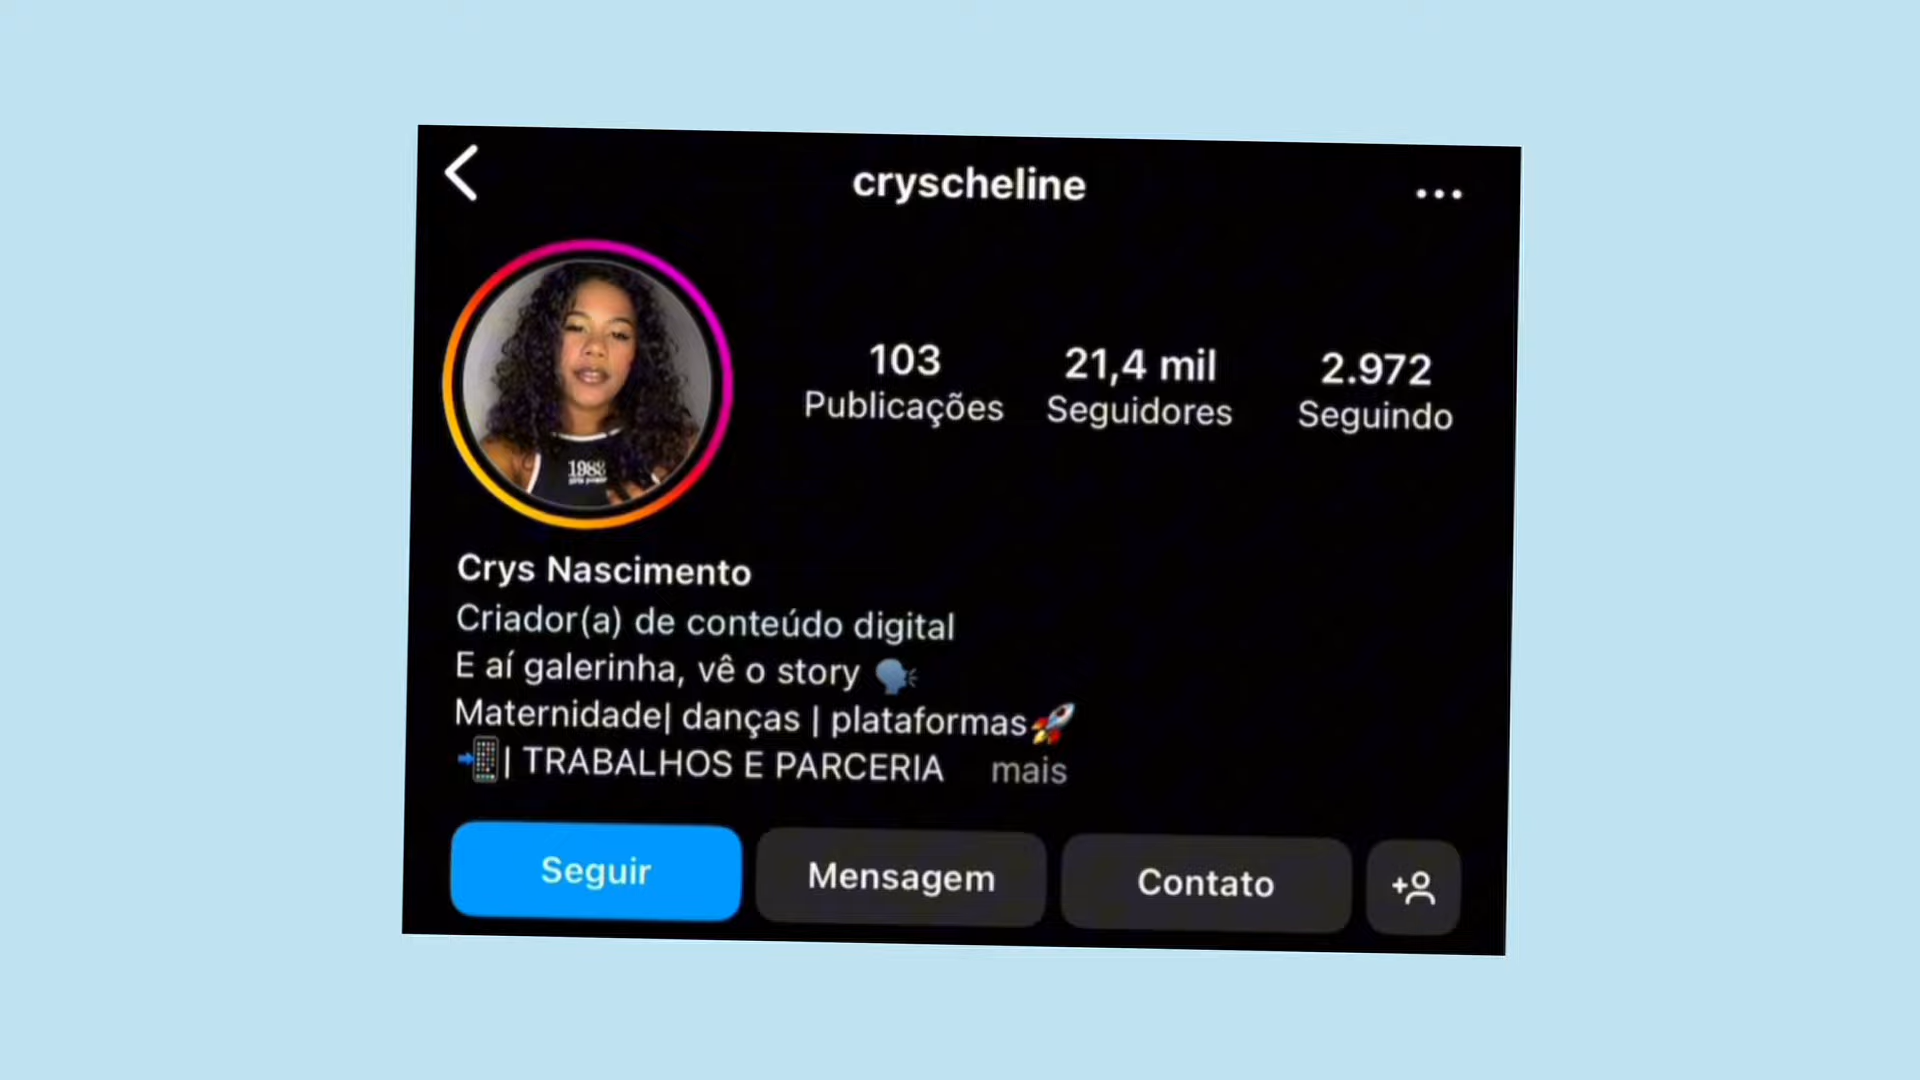 cryscheline
103
Publicações
21,4 mil
Seguidores
2.972
Seguindo
1988
Crys Nascimento
Criador(a) de conteúdo digital
E aí galerinha, vê o story 🗣️
Maternidade| danças | plataformas🚀
📲| TRABALHOS E PARCERIA mais
Seguir
Mensagem
Contato